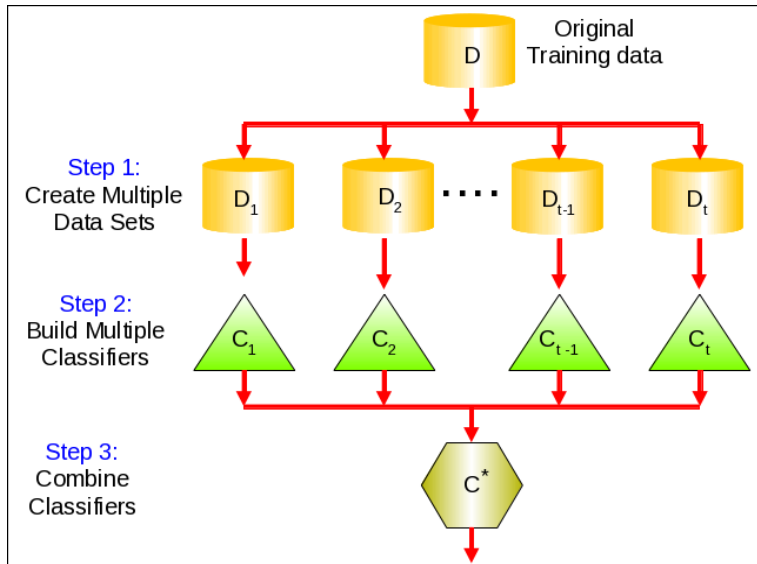 Original
Training data
D
Step 1:
Create Multiple
Data Sets
D1
D2
....
Dt-1
Dt
Step 2:
Build Multiple
Classifiers
C1
C2
Ct -1
Ct
Step 3:
Combine
Classifiers
C*